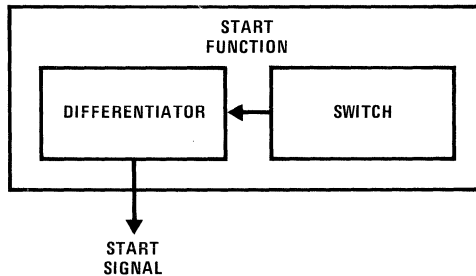 START
FUNCTION
DIFFERENTIATOR
SWITCH
START
SIGNAL